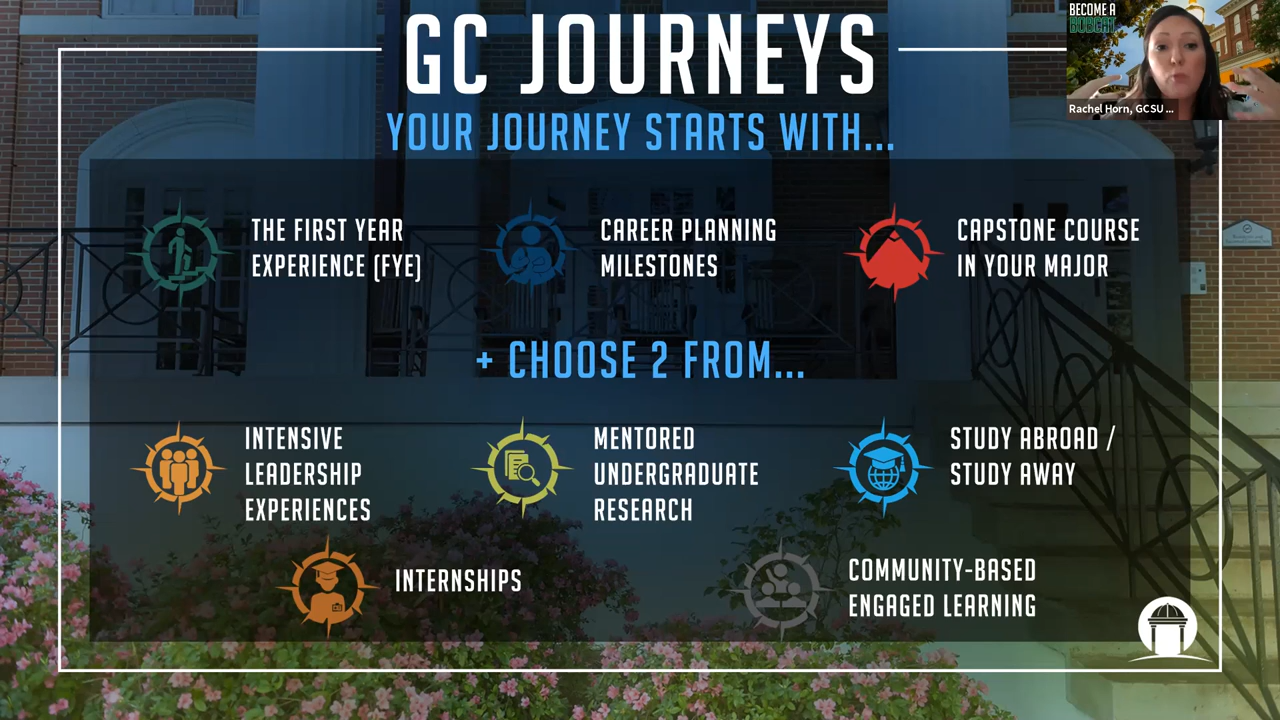 GC JOURNEYS
BECOME A
BOBCAT
Rachel Horn, GCSU ...
YOUR JOURNEY STARTS WITH...
THE FIRST YEAR
EXPERIENCE (FYE)
CAREER PLANNING
MILESTONES
CAPSTONE COURSE
IN YOUR MAJOR
+ CHOOSE 2 FROM...
INTENSIVE
LEADERSHIP
EXPERIENCES
MENTORED
UNDERGRADUATE
RESEARCH
STUDY ABROAD /
STUDY AWAY
INTERNSHIPS
COMMUNITY-BASED
ENGAGED LEARNING